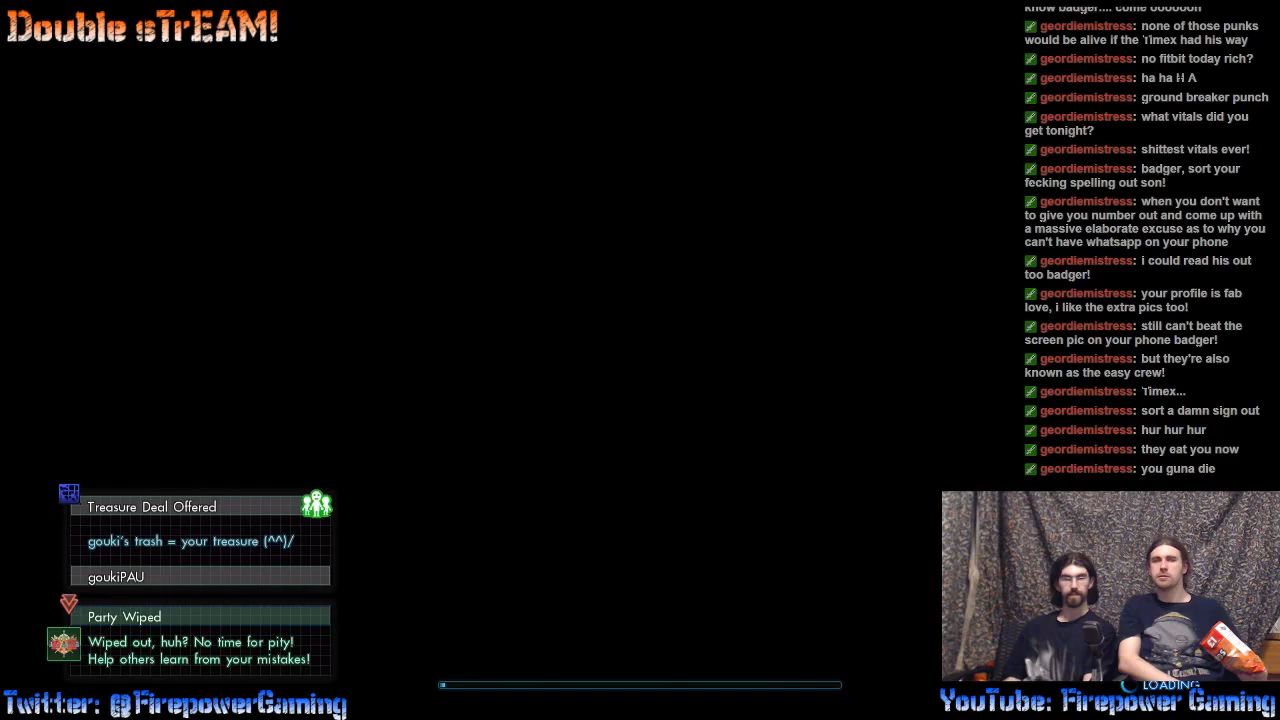 Double sTrEAM!
know badger.... come ooooooh
geordiemistress: none of those punks
would be alive if the Timex had his way
geordiemistress: no fitbit today rich?
geordiemistress: ha ha H A
geordiemistress: ground breaker punch
geordiemistress: what vitals did you
get tonight?
geordiemistress: shittest vitals ever!
geordiemistress: badger, sort your
fecking spelling out son!
geordiemistress: when you don't want
to give you number out and come up with
a massive elaborate excuse as to why you
can't have whatsapp on your phone
geordiemistress: i could read his out
too badger!
geordiemistress: your profile is fab
love, i like the extra pics too!
geordiemistress: still can't beat the
screen pic on your phone badger!
geordiemistress: but they're also
known as the easy crew!
geordiemistress: Timex...
geordiemistress: sort a damn sign out
geordiemistress: hur hur hur
geordiemistress: they eat you now
geordiemistress: you guna die
Treasure Deal Offered
gouki's trash = your treasure (^^)/
goukiPAU
Party Wiped
Wiped out, huh? No time for pity!
Help others learn from your mistakes!
LOADING
Twitter: @FirepowerGaming
YouTube: Firepower Gaming